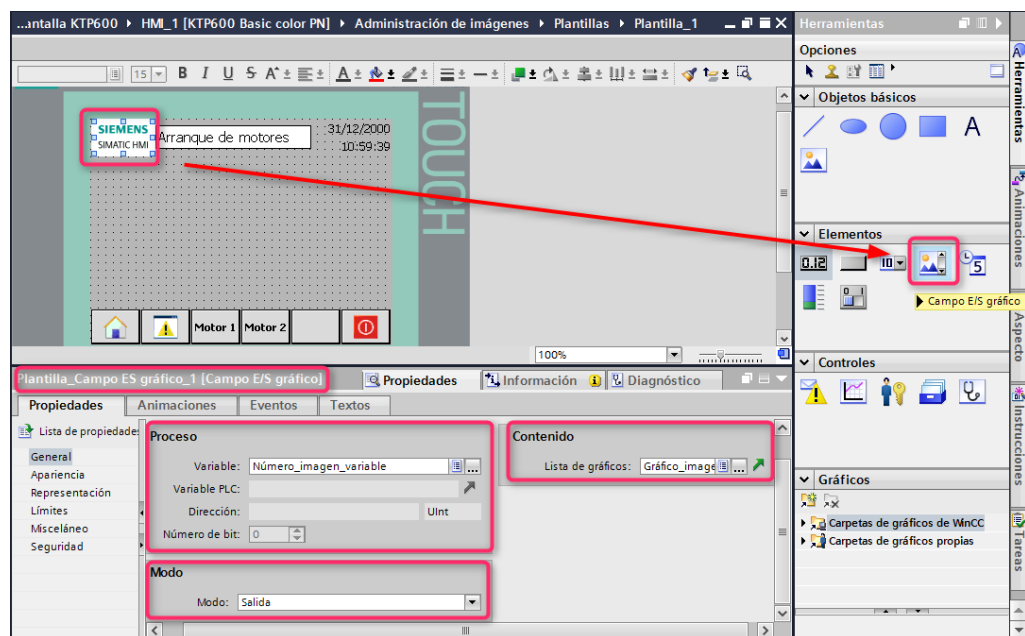 ...antalla KTP600 ▸ HMI_1 [KTP600 Basic color PN] ▸ Administración de imágenes ▸ Plantillas ▸ Plantilla_1
Herramientas
Opciones
15
B I U S A
Objetos básicos
A
SIEMENS
SIMATIC HMI
Arranque de motores
31/12/2000
10:59:39
TOUCH
Elementos
0.12
10
5
Campo E/S gráfico
Motor 1
Motor 2
100%
Controles
Gráficos
Carpetas de gráficos de WinCC
Carpetas de gráficos propias
Herramientas
Animaciones
Aspecto
Instrucciones
Tareas
Plantilla_Campo ES gráfico_1 [Campo E/S gráfico]
Propiedades
Información
Diagnóstico
Propiedades
Animaciones
Eventos
Textos
Lista de propiedades
General
Apariencia
Representación
Límites
Misceláneo
Seguridad
Proceso
Variable: Número_imagen_variable
Variable PLC:
Dirección: UInt
Número de bit: 0
Modo
Modo: Salida
Contenido
Lista de gráficos: Gráfico_image